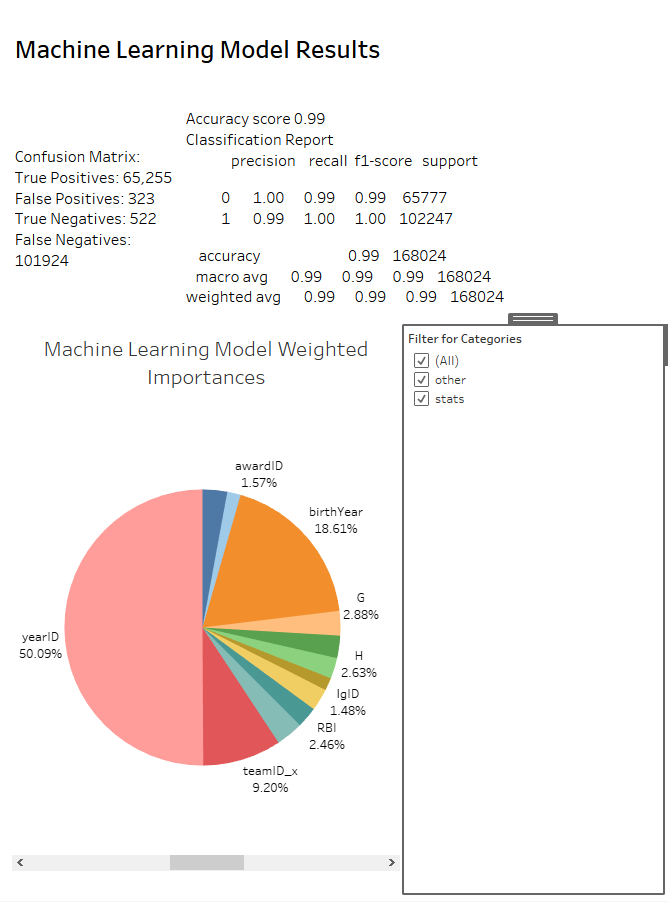 Machine Learning Model Results
Accuracy score 0.99
Classification Report
precision recall f1-score support
0 1.00 0.99 0.99 65777
1 0.99 1.00 1.00 102247
accuracy 0.99 168024
macro avg 0.99 0.99 0.99 168024
weighted avg 0.99 0.99 0.99 168024
Confusion Matrix:
True Positives: 65,255
False Positives: 323
True Negatives: 522
False Negatives:
101924
Machine Learning Model Weighted
Importances
awardID
1.57%
birthYear
18.61%
G
2.88%
H
2.63%
lgID
1.48%
RBI
2.46%
teamID_x
9.20%
yearID
50.09%
Filter for Categories
(All)
other
stats